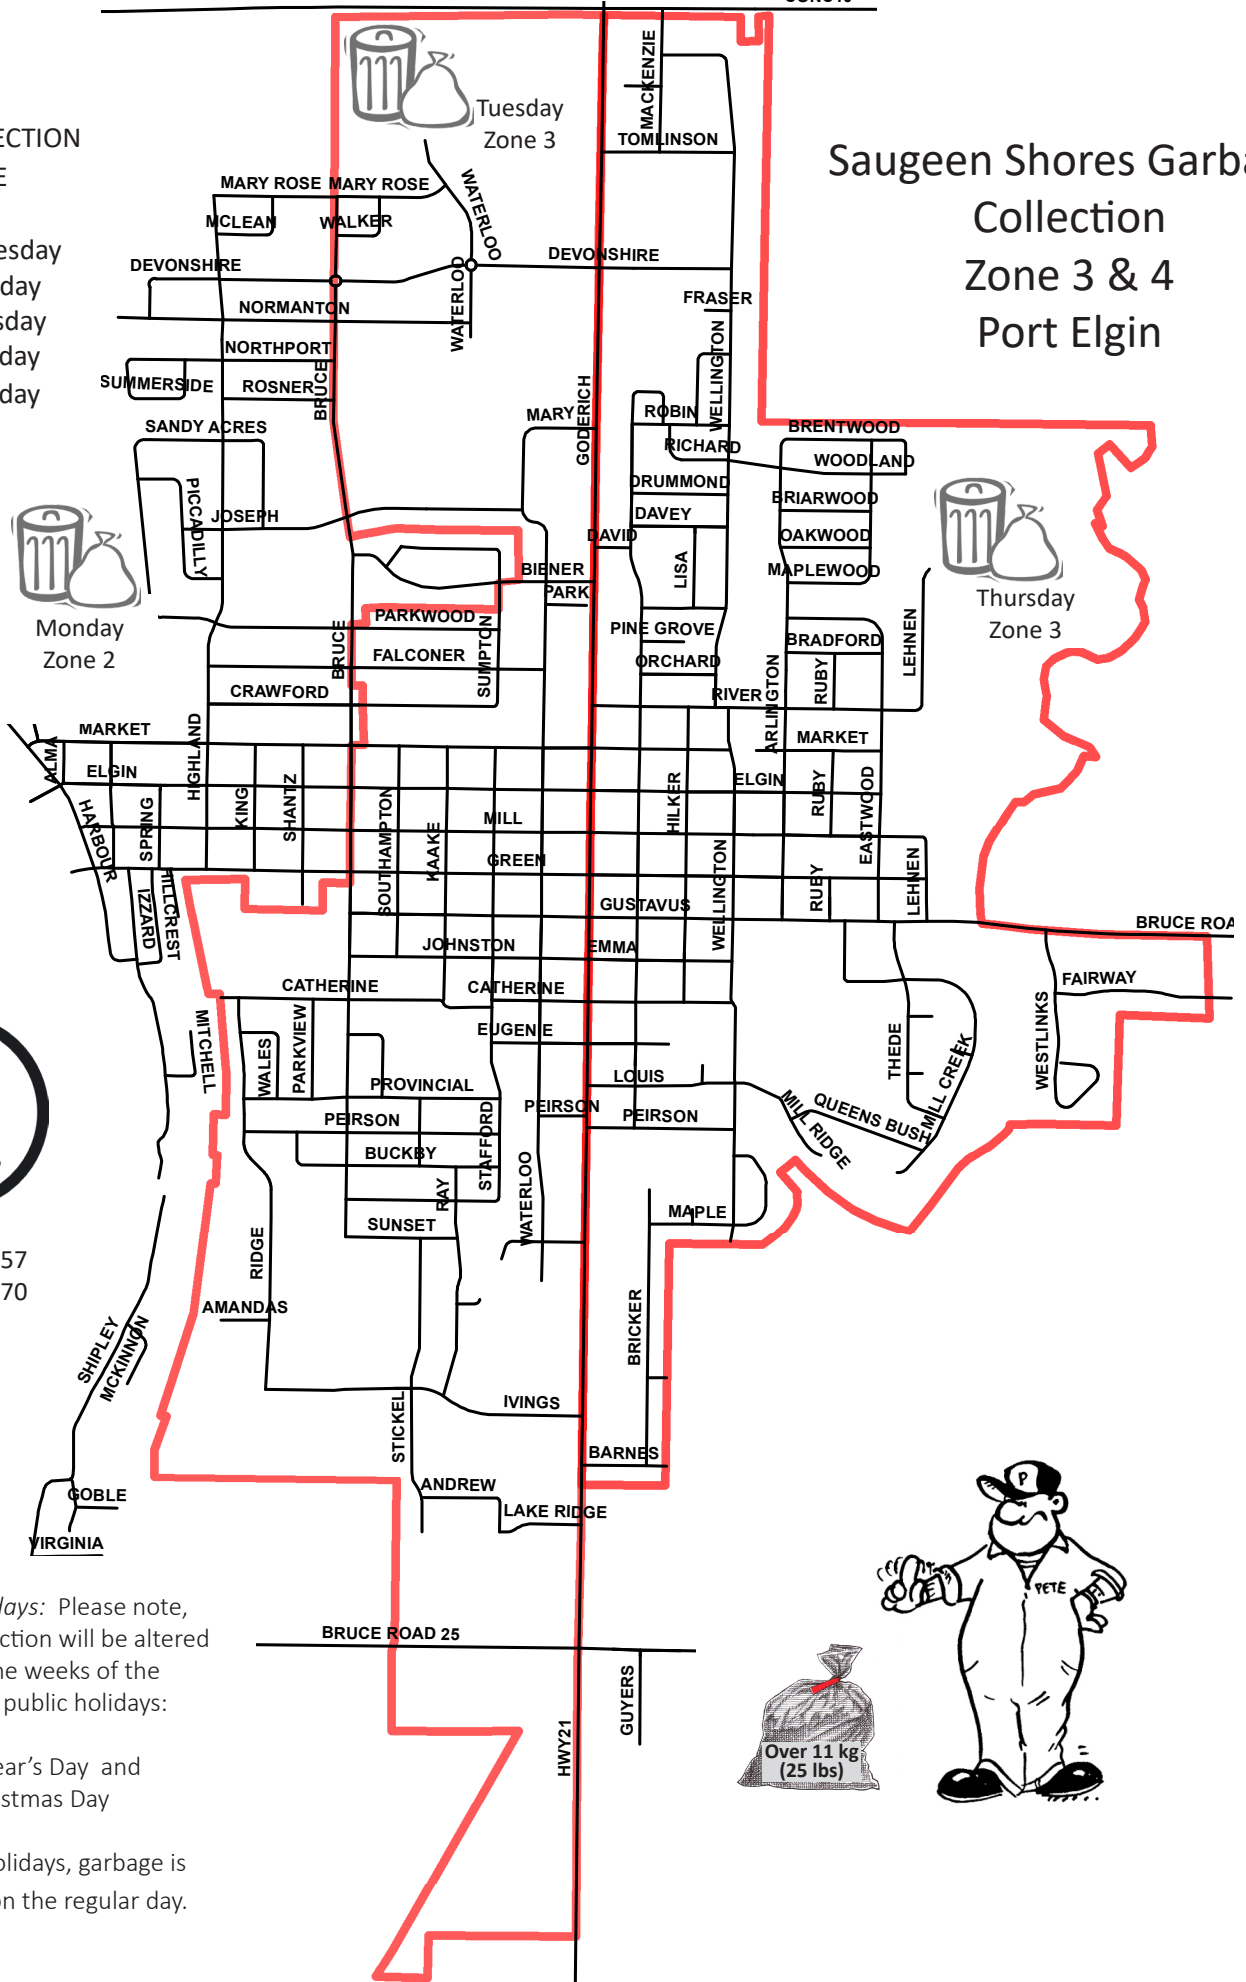 Tuesday
Zone 3
ECTION
E
esday
day
sday
day
day
Saugeen Shores Garba
Collection
Zone 3 & 4
Port Elgin
Monday
Zone 2
Thursday
Zone 3
MACKENZIE
TOMLINSON
MARY ROSE MARY ROSE
WATERLOO
MCLEAN
WALKER
DEVONSHIRE
DEVONSHIRE
WATERLOO
FRASER
NORMANTON
NORTHPORT
WELLINGTON
SUMMERSIDE
ROSNER
BRUCE
GODERICH
MARY
ROBIN
SANDY ACRES
BRENTWOOD
RICHARD
WOODLAND
PICCADILLY
DRUMMOND
BRIARWOOD
JOSEPH
DAVEY
DAVID
OAKWOOD
LISA
BIENER
MAPLEWOOD
PARK
PARKWOOD
PINE GROVE
BRADFORD
LEHNEN
BRUCE
FALCONER
SUMPTON
ORCHARD
RUBY
CRAWFORD
RIVER
ARLINGTON
MARKET
HIGHLAND
MARKET
ALMA
ELGIN
ELGIN
HARBOUR
SPRING
KING
SHANTZ
SOUTHAMPTON
KAAKE
MILL
HILKER
RUBY
EASTWOOD
GREEN
IZZARD
HILLCREST
GUSTAVUS
WELLINGTON
RUBY
LEHNEN
BRUCE ROA
JOHNSTON
EMMA
CATHERINE
CATHERINE
FAIRWAY
WESTLINKS
MITCHELL
WALES
PARKVIEW
EUGENIE
THEDE
MILL CREEK
PROVINCIAL
LOUIS
PEIRSON
PEIRSON
PEIRSON
MILL RIDGE
QUEENS BUSH
BUCKBY
STAFFORD
RAY
WATERLOO
SUNSET
MAPLE
RIDGE
57
70
AMANDAS
BRICKER
SHIPLEY
MCKINNON
STICKEL
IVINGS
BARNES
GOBLE
ANDREW
LAKE RIDGE
VIRGINIA
P
PETE
days: Please note,
ction will be altered
he weeks of the
public holidays:
ear's Day and
istmas Day
olidays, garbage is
on the regular day.
BRUCE ROAD 25
GUYERS
HWY21
Over 11 kg
(25 lbs)